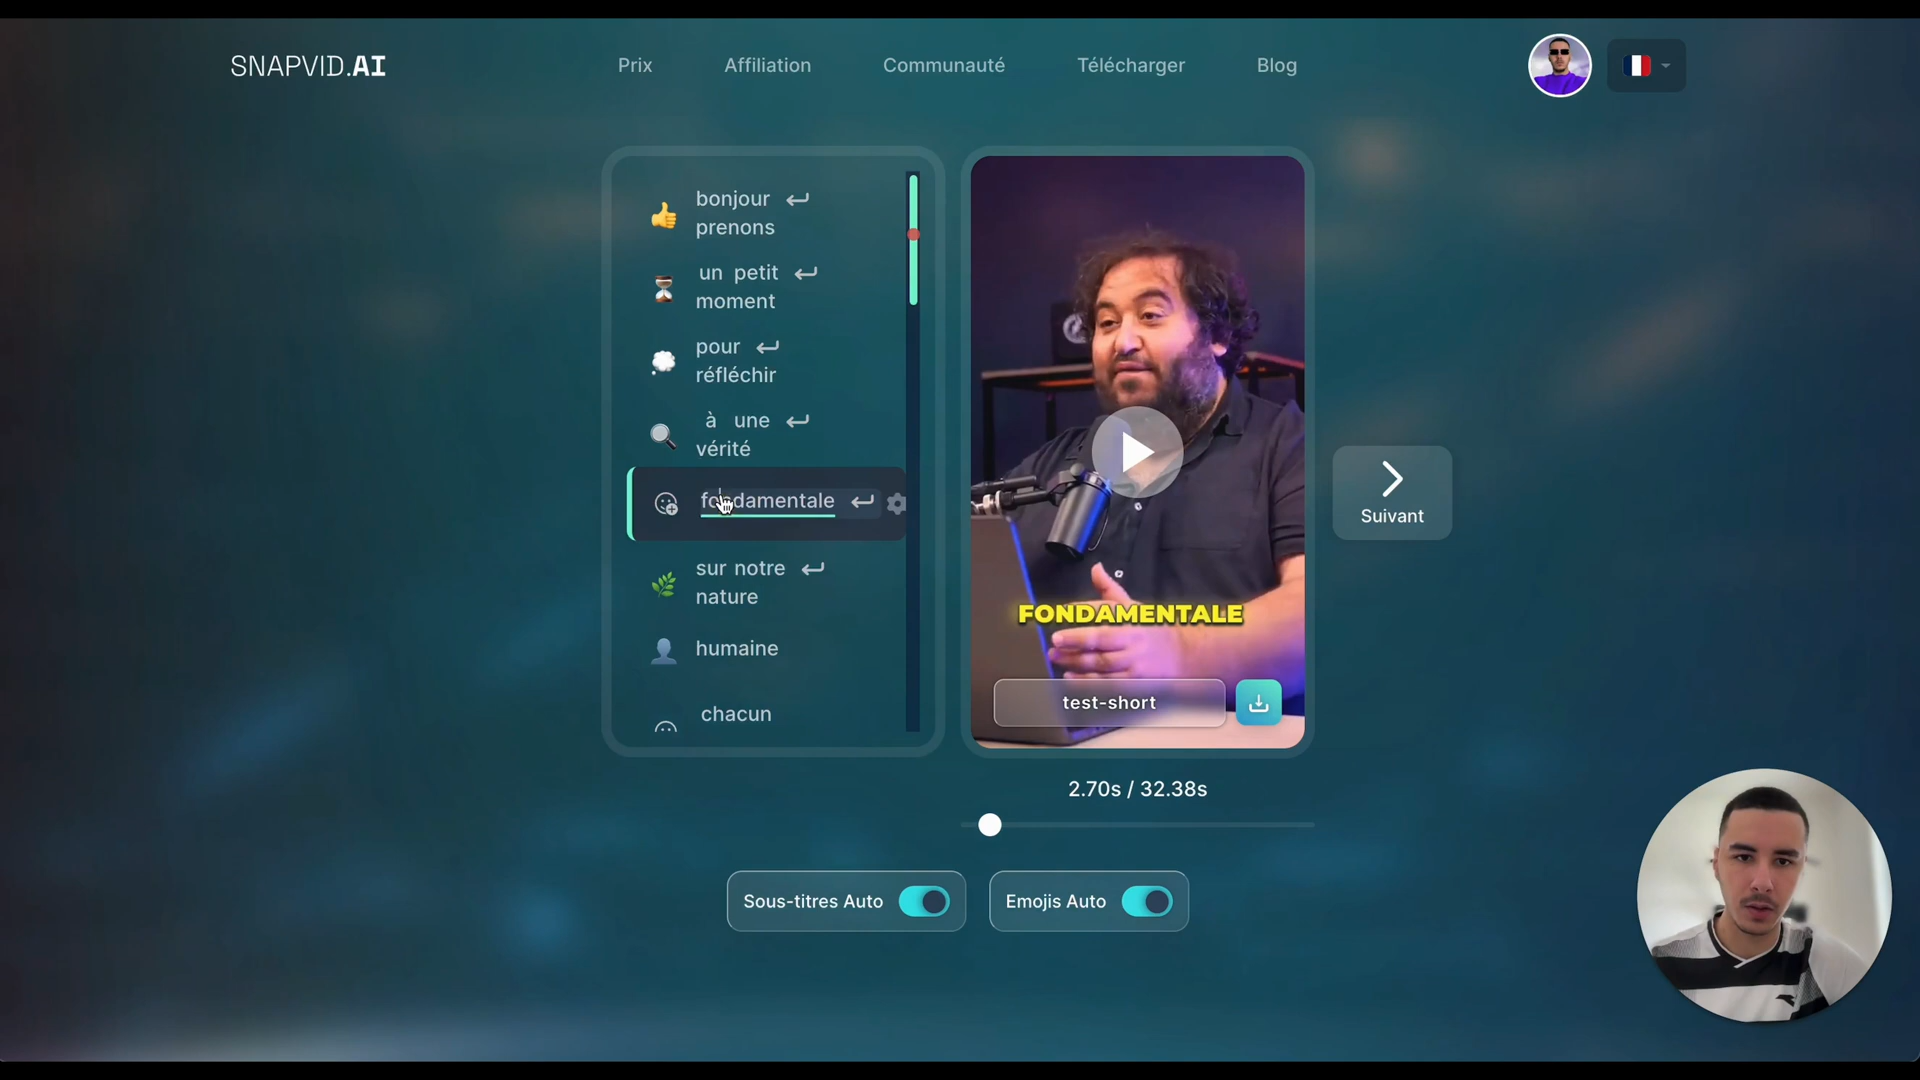 SNAPVID.AI
Prix
Affiliation
Communauté
Télécharger
Blog
bonjour
prenons
un petit
moment
pour
réfléchir
à une
vérité
fondamentale
sur notre
nature
humaine
chacun
FONDAMENTALE
test-short
Suivant
2.70s / 32.38s
Sous-titres Auto
Emojis Auto